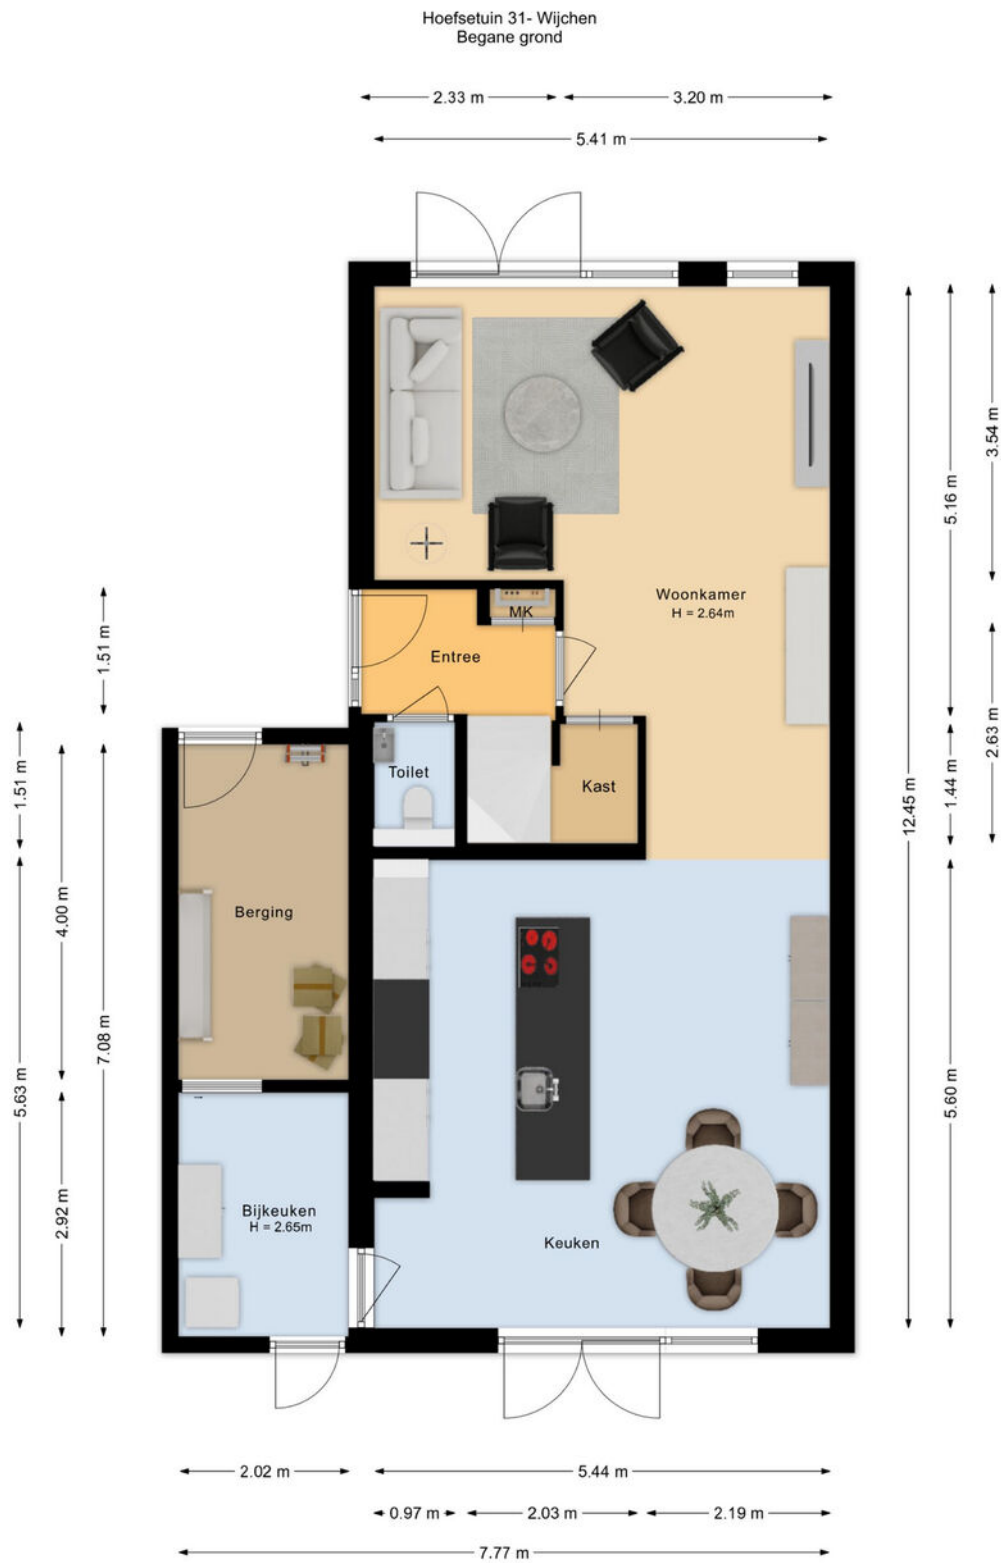 Hoefsetuin 31- Wijchen
Begane grond
2.33 m
3.20 m
5.41 m
Woonkamer
H = 2.64m
MK
Entree
Toilet
Kast
Berging
Bijkeuken
H = 2.65m
Keuken
1.51 m
1.51 m
5.63 m
4.00 m
2.92 m
7.08 m
12.45 m
5.16 m
1.44 m
5.60 m
3.54 m
2.63 m
2.02 m
5.44 m
0.97 m
2.03 m
2.19 m
7.77 m